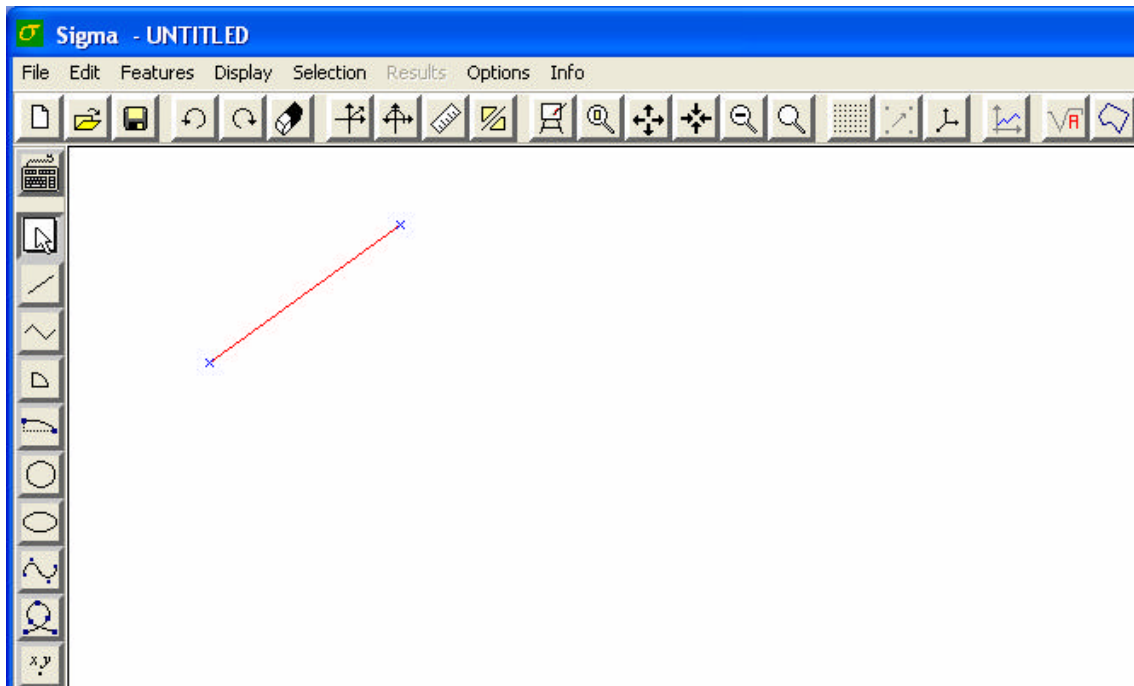 σ Sigma - UNTITLED
File Edit Features Display Selection Results Options Info
A
x,y